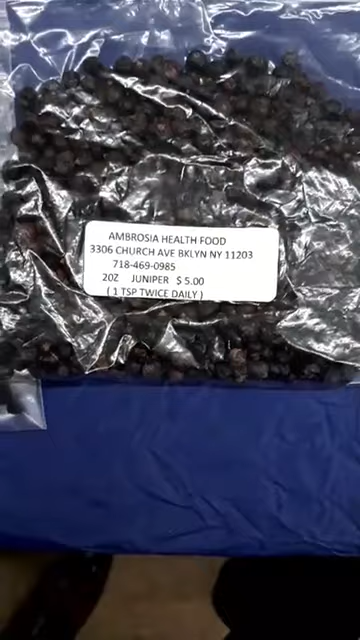 AMBROSIA HEALTH FOOD
3306 CHURCH AVE BKLYN NY 11203
718-469-0985
2OZ JUNIPER $ 5.00
( 1 TSP TWICE DAILY )